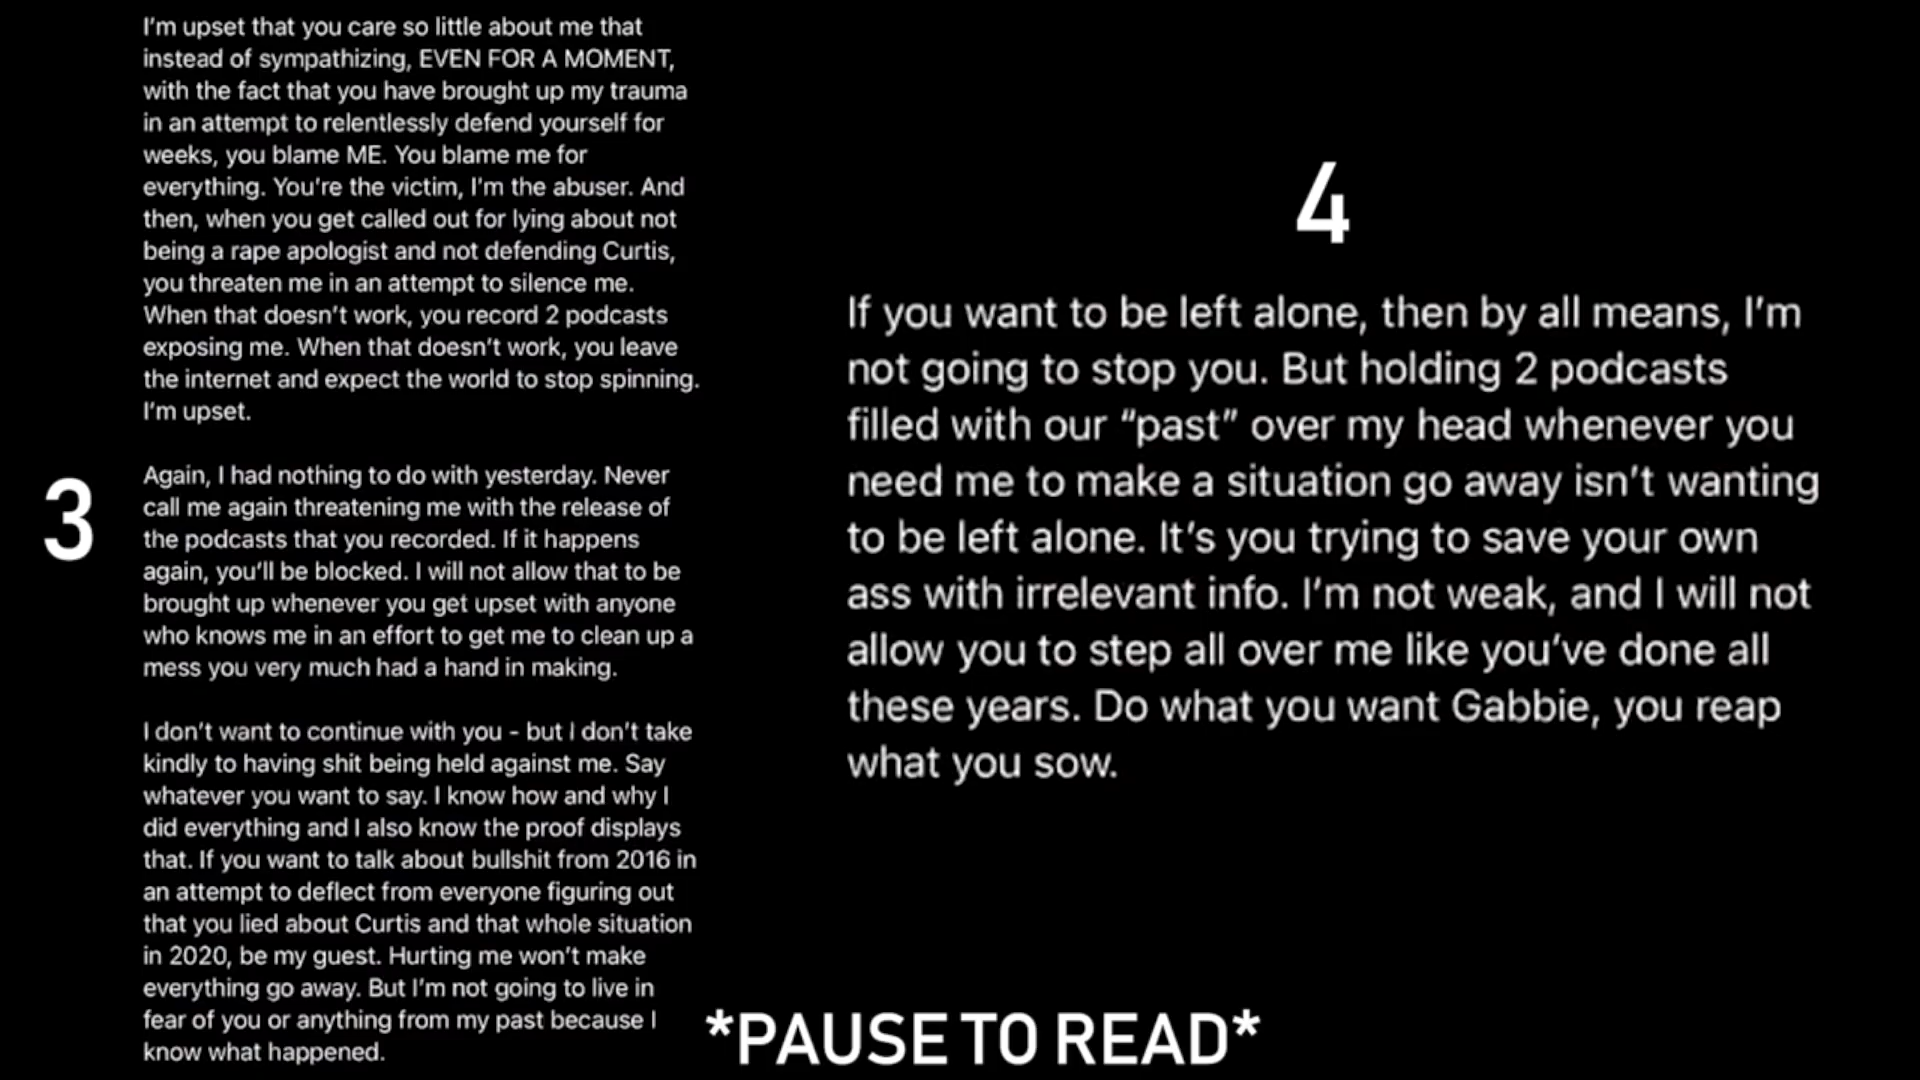 I'm upset that you care so little about me that
instead of sympathizing, EVEN FOR A MOMENT,
with the fact that you have brought up my trauma
in an attempt to relentlessly defend yourself for
weeks, you blame ME. You blame me for
everything. You're the victim, I'm the abuser. And
then, when you get called out for lying about not
being a rape apologist and not defending Curtis,
you threaten me in an attempt to silence me.
When that doesn't work, you record 2 podcasts
exposing me. When that doesn't work, you leave
the internet and expect the world to stop spinning.
I'm upset.
3
Again, I had nothing to do with yesterday. Never
call me again threatening me with the release of
the podcasts that you recorded. If it happens
again, you'll be blocked. I will not allow that to be
brought up whenever you get upset with anyone
who knows me in an effort to get me to clean up a
mess you very much had a hand in making.
I don't want to continue with you - but I don't take
kindly to having shit being held against me. Say
whatever you want to say. I know how and why I
did everything and I also know the proof displays
that. If you want to talk about bullshit from 2016 in
an attempt to deflect from everyone figuring out
that you lied about Curtis and that whole situation
in 2020, be my guest. Hurting me won't make
everything go away. But I'm not going to live in
fear of you or anything from my past because I
know what happened.
4
If you want to be left alone, then by all means, I'm
not going to stop you. But holding 2 podcasts
filled with our “past” over my head whenever you
need me to make a situation go away isn't wanting
to be left alone. It's you trying to save your own
ass with irrelevant info. I'm not weak, and I will not
allow you to step all over me like you've done all
these years. Do what you want Gabbie, you reap
what you sow.
*PAUSE TO READ*